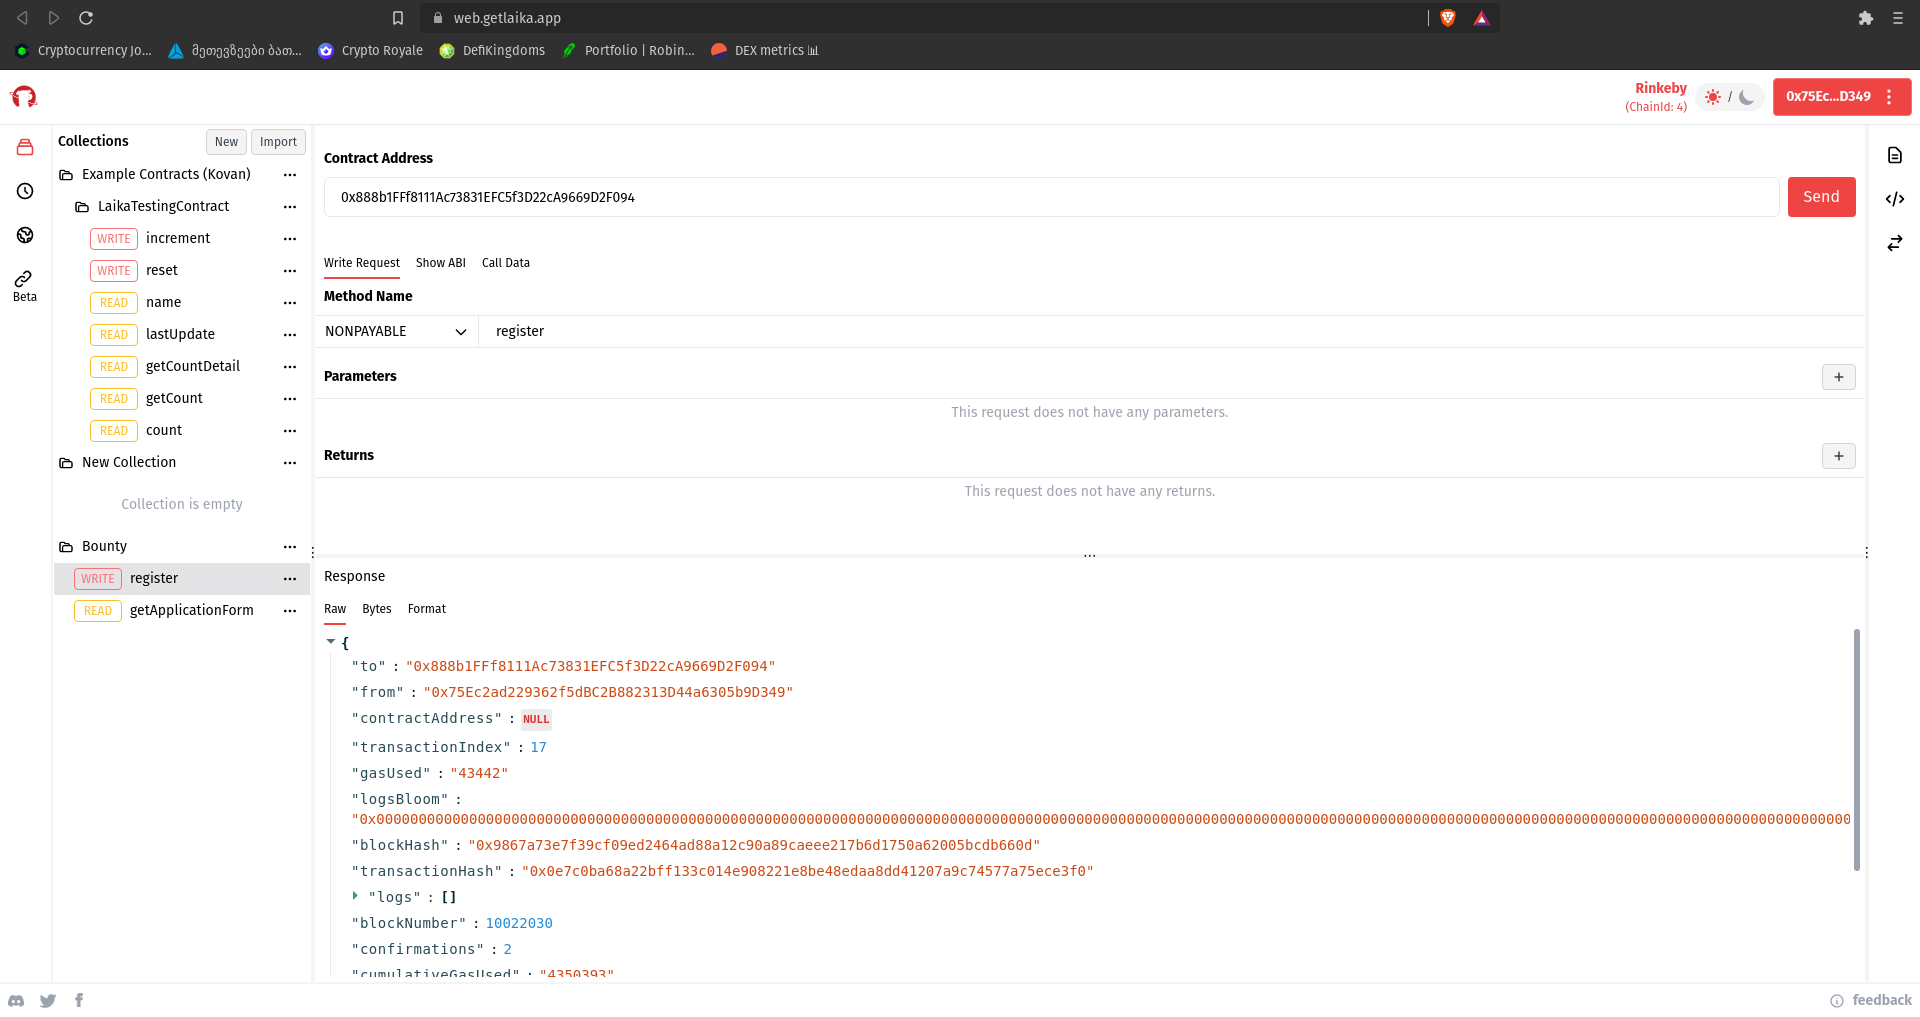 web.getlaika.app
Cryptocurrency Jo...
მეთევზეები ბათ...
Crypto Royale
DefiKingdoms
Portfolio | Robin...
DEX metrics
Rinkeby
(ChainId: 4)
/
0x75Ec...D349
Collections
New
Import
Example Contracts (Kovan)
LaikaTestingContract
WRITE increment
WRITE reset
READ name
READ lastUpdate
READ getCountDetail
READ getCount
READ count
New Collection
Collection is empty
Bounty
WRITE register
READ getApplicationForm
Beta
Contract Address
0x888b1FFf8111Ac73831EFC5f3D22cA9669D2F094
Send
Write Request
Show ABI
Call Data
Method Name
NONPAYABLE
register
Parameters
+
This request does not have any parameters.
Returns
+
This request does not have any returns.
Response
Raw
Bytes
Format
{
"to" : "0x888b1FFf8111Ac73831EFC5f3D22cA9669D2F094"
"from" : "0x75Ec2ad229362f5dBC2B882313D44a6305b9D349"
"contractAddress" : NULL
"transactionIndex" : 17
"gasUsed" : "43442"
"logsBloom" :
"blockHash" : "0x9867a73e7f39cf09ed2464ad88a12c90a89caeee217b6d1750a62005bcdb660d"
"transactionHash" : "0x0e7c0ba68a22bff133c014e908221e8be48edaa8dd41207a9c74577a75ece3f0"
"logs" : []
"blockNumber" : 10022030
"confirmations" : 2
"cumulativeGasUsed" : "4350393"
feedback